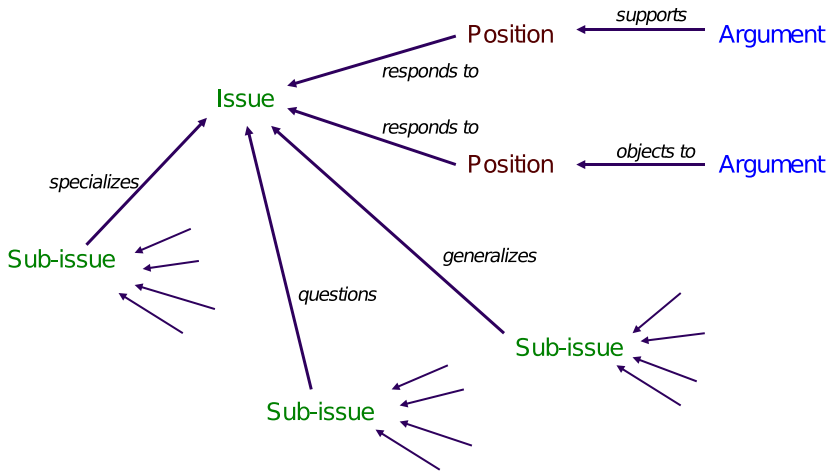 supports
Position
Argument
responds to
Issue
responds to
objects to
Position
Argument
specializes
Sub-issue
generalizes
questions
Sub-issue
Sub-issue